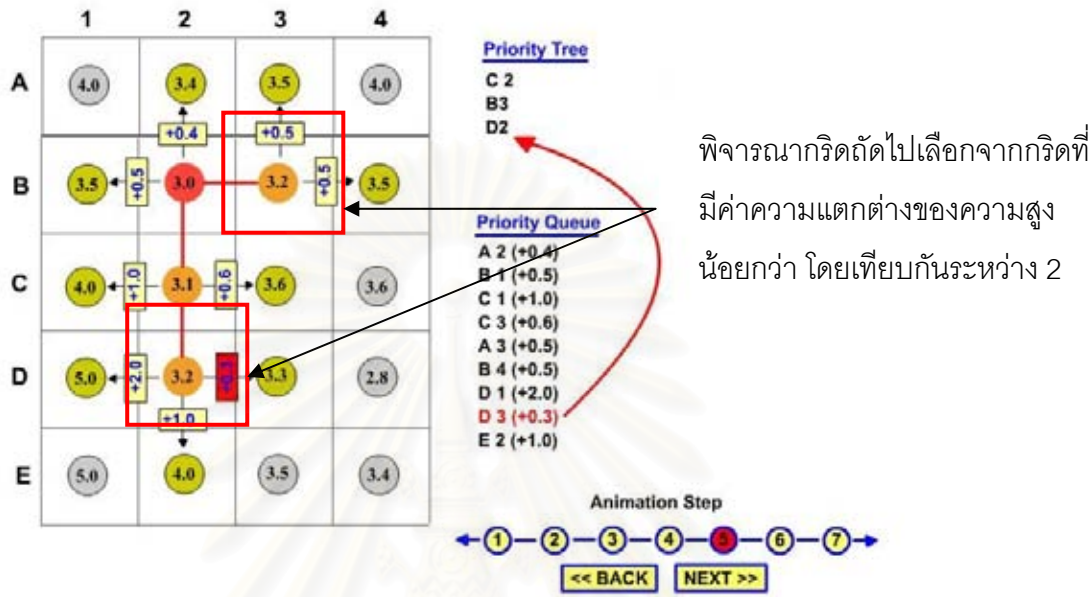 1 2 3 4
A 4.0 3.4 3.5 4.0
+0.4 +0.5
B 3.5 +0.5 3.0 3.2 +0.5 3.5
C 4.0 +1.0 3.1 +0.6 3.6 3.6
D 5.0 +2.0 3.2 +0.3 3.3 2.8
+1.0
E 5.0 4.0 3.5 3.4
Priority Tree
C 2
B3
D2
Priority Queue
A 2 (+0.4)
B 1 (+0.5)
C 1 (+1.0)
C 3 (+0.6)
A 3 (+0.5)
B 4 (+0.5)
D 1 (+2.0)
D 3 (+0.3)
E 2 (+1.0)
พิจารณากริดถัดไปเลือกจากกริดที่
มีค่าความแตกต่างของความสูง
น้อยกว่า โดยเทียบกันระหว่าง 2
Animation Step
1 2 3 4 5 6 7
<< BACK NEXT >>